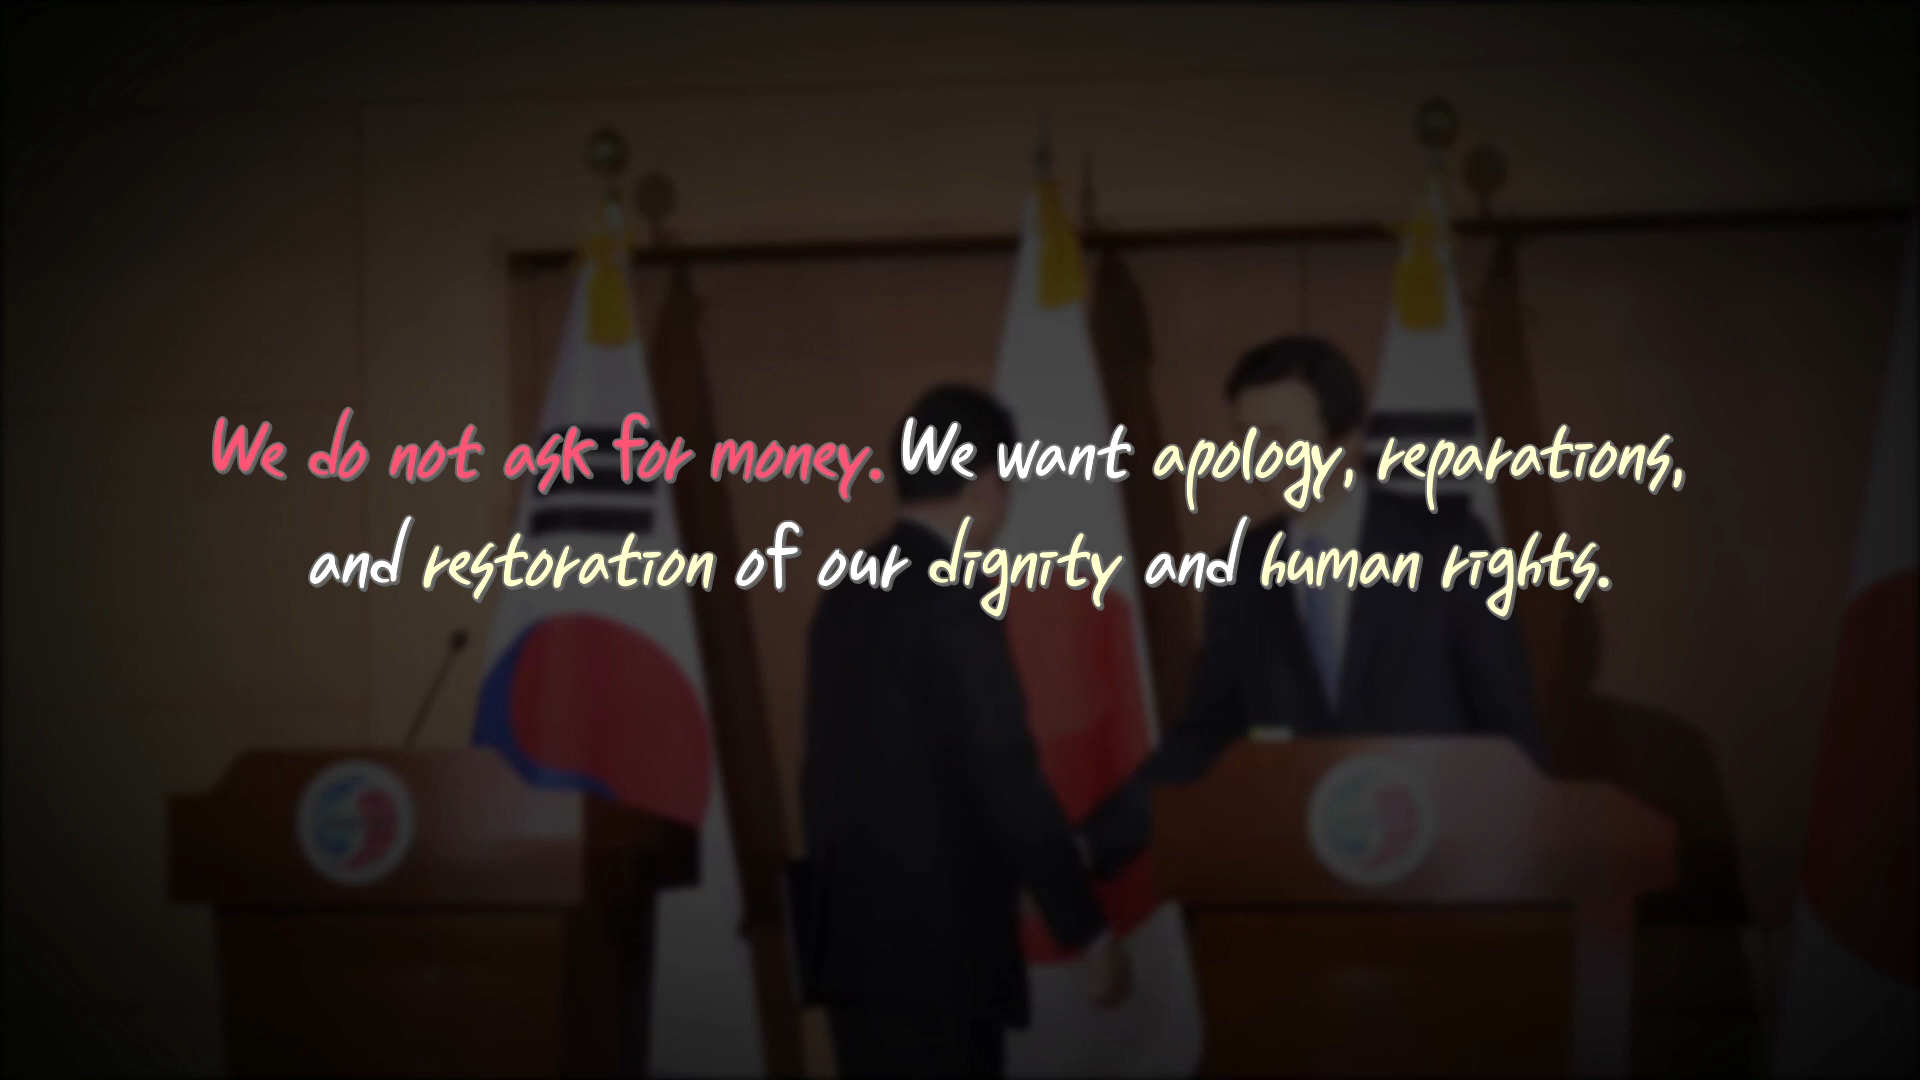 We do not ask for money. We want apology, reparations,
and restoration of our dignity and human rights.